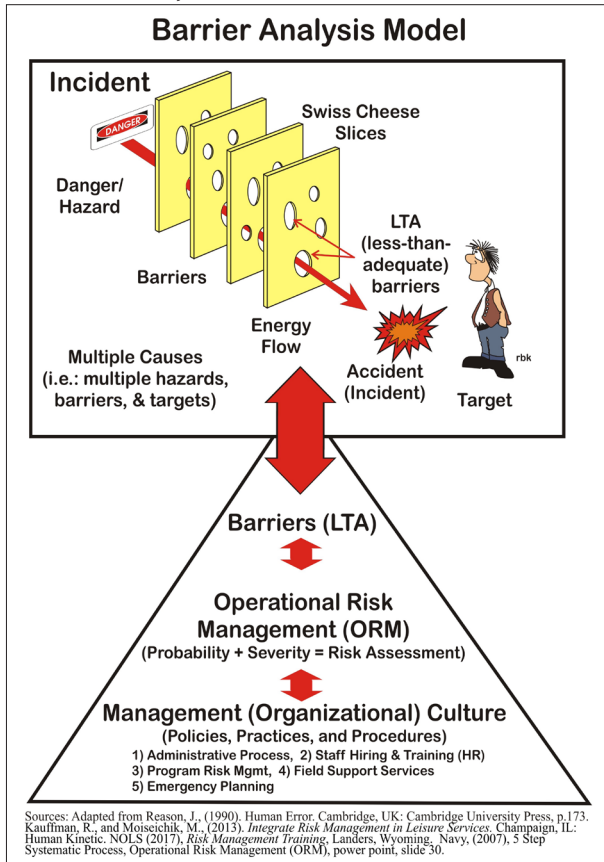 Barrier Analysis Model
Incident
DANGER
Swiss Cheese
Slices
Danger/
Hazard
LTA
(less-than-
adequate)
barriers
Barriers
Energy
Flow
rbk
Multiple Causes
(i.e.: multiple hazards,
barriers, & targets)
Accident
(Incident)
Target
Barriers (LTA)
Operational Risk
Management (ORM)
(Probability + Severity = Risk Assessment)
Management (Organizational) Culture
(Policies, Practices, and Procedures)
1) Administrative Process, 2) Staff Hiring & Training (HR)
3) Program Risk Mgmt, 4) Field Support Services
5) Emergency Planning
Sources: Adapted from Reason, J., (1990). Human Error. Cambridge, UK: Cambridge University Press, p.173.
Kauffman, R., and Moiseichik, M., (2013). Integrate Risk Management in Leisure Services. Champaign, IL:
Human Kinetic. NOLS (2017), Risk Management Training, Landers, Wyoming. Navy, (2007), 5 Step
Systematic Process, Operational Risk Management (ORM), power point, slide 30.